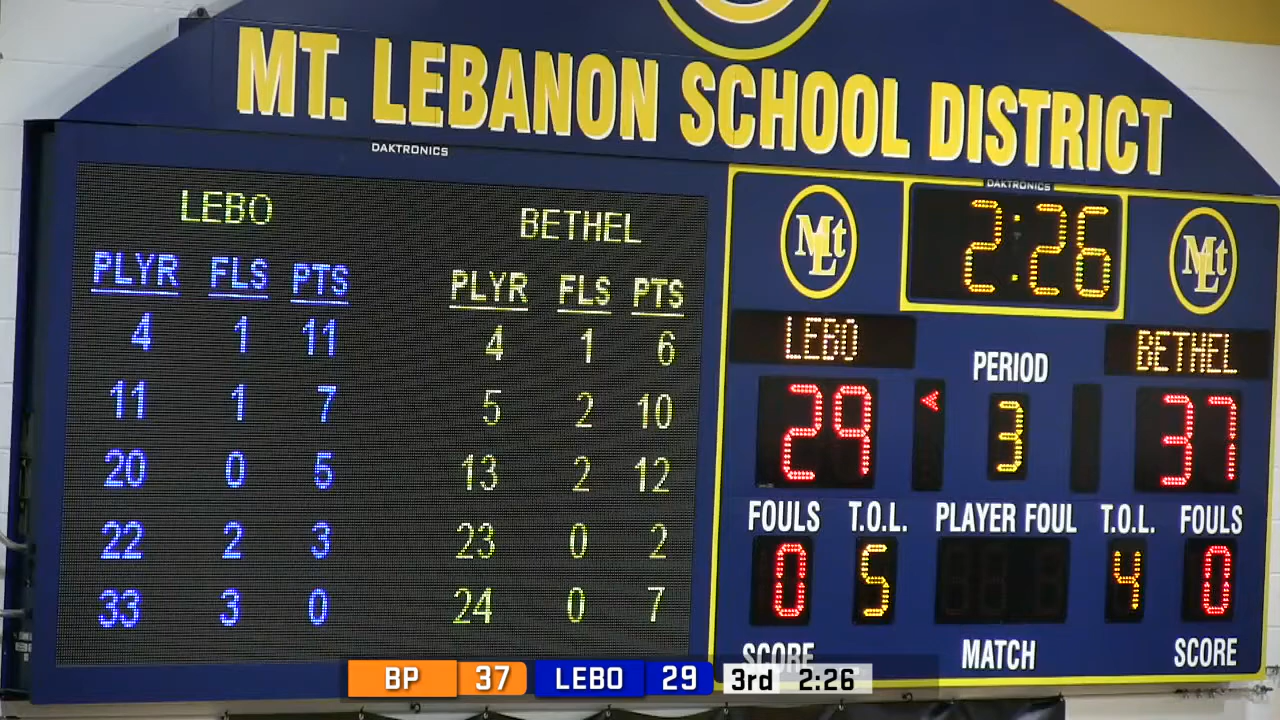 MT. LEBANON SCHOOL DISTRICT
DAKTRONICS
DAKTRONICS
LEBO
PLYR FLS PTS
4 1 11
11 1 7
20 0 5
22 2 3
33 3 0
BETHEL
PLYR FLS PTS
4 1 6
5 2 10
13 2 12
23 0 2
24 0 7
Mt L
2:26
Mt L
LEBO
PERIOD
BETHEL
29
3
37
FOULS T.O.L. PLAYER FOUL T.O.L. FOULS
0 5 4 0
SCORE MATCH SCORE
BP 37 LEBO 29 3rd 2:26